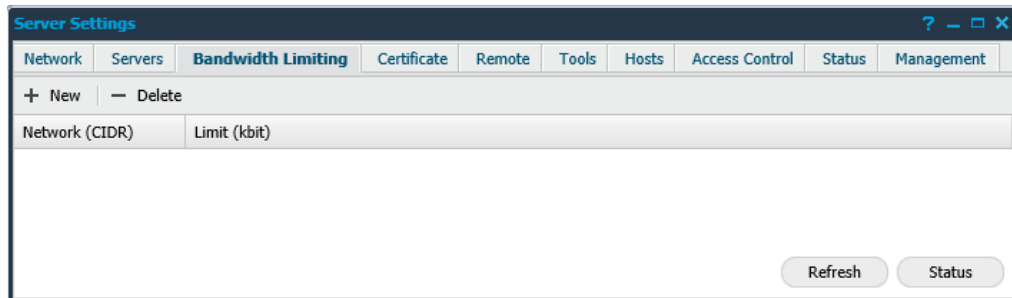 Server Settings
Network Servers Bandwidth Limiting Certificate Remote Tools Hosts Access Control Status Management
+ New — Delete
Network (CIDR) Limit (kbit)
Refresh Status